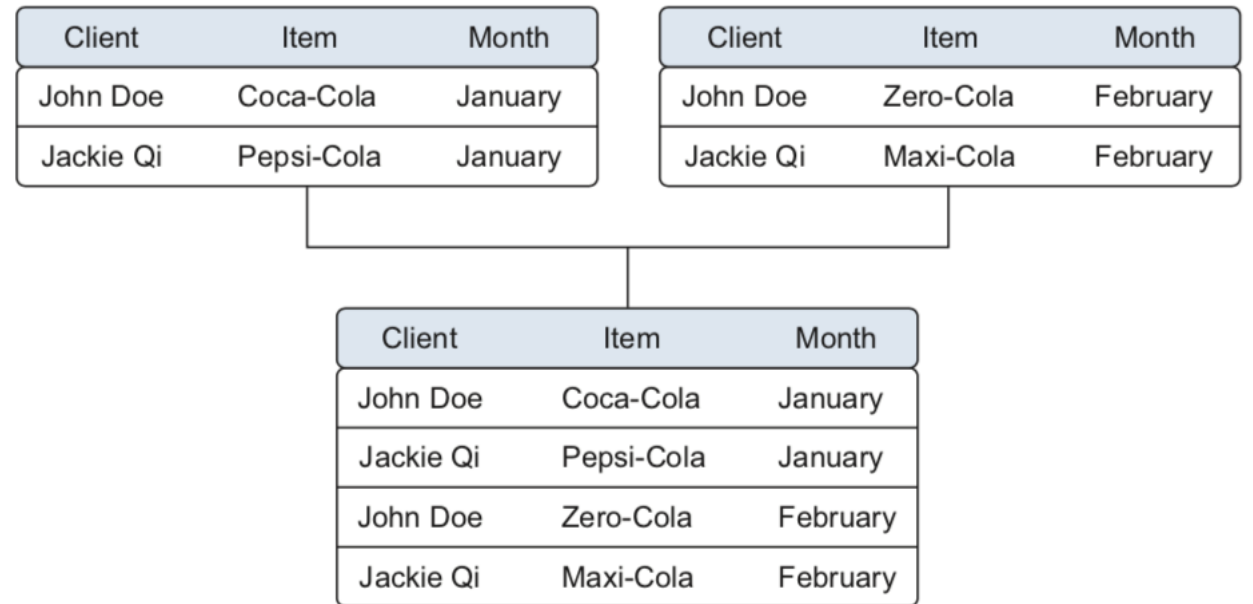 Client Item Month
John Doe Coca-Cola January
Jackie Qi Pepsi-Cola January
Client Item Month
John Doe Zero-Cola February
Jackie Qi Maxi-Cola February
Client Item Month
John Doe Coca-Cola January
Jackie Qi Pepsi-Cola January
John Doe Zero-Cola February
Jackie Qi Maxi-Cola February